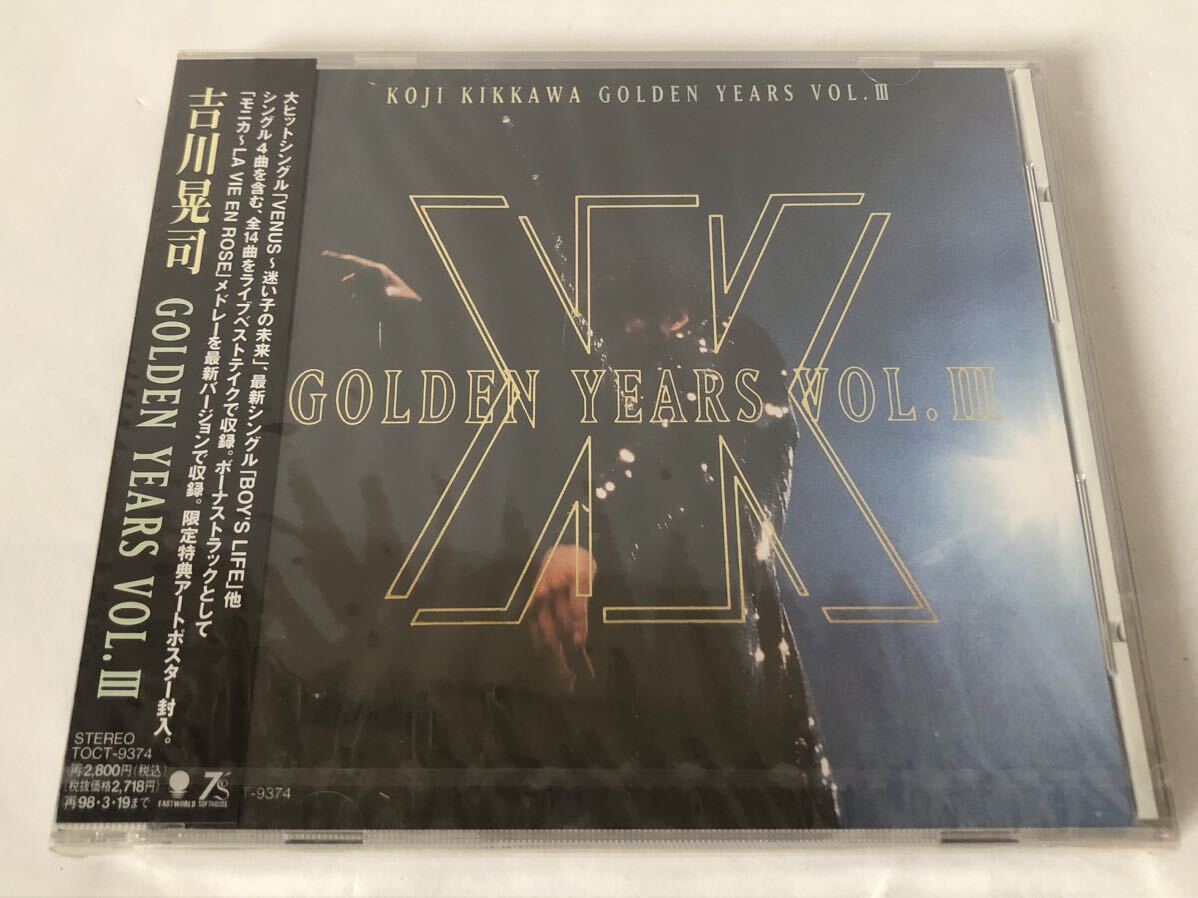 KOJI KIKKAWA GOLDEN YEARS VOL.Ⅲ
GOLDEN YEARS VOL.Ⅲ
大ヒットシングル「VENUS～迷い子の未来」、最新シングル「BOY'S LIFE」他
シングル4曲を含む、全14曲をライブベストテイクで収録。ボーナストラックとして
「モニカ～LA VIE EN ROSE」メドレーを最新バージョンで収録。限定特典アートポスター封入。
吉川晃司 GOLDEN YEARS VOL.Ⅲ
STEREO
TOCT-9374
再2,800円(税込)
(税抜価格2,718円)
再98・3・19まで
EASTWORLD
7's
SOFTHOUSE
T-9374